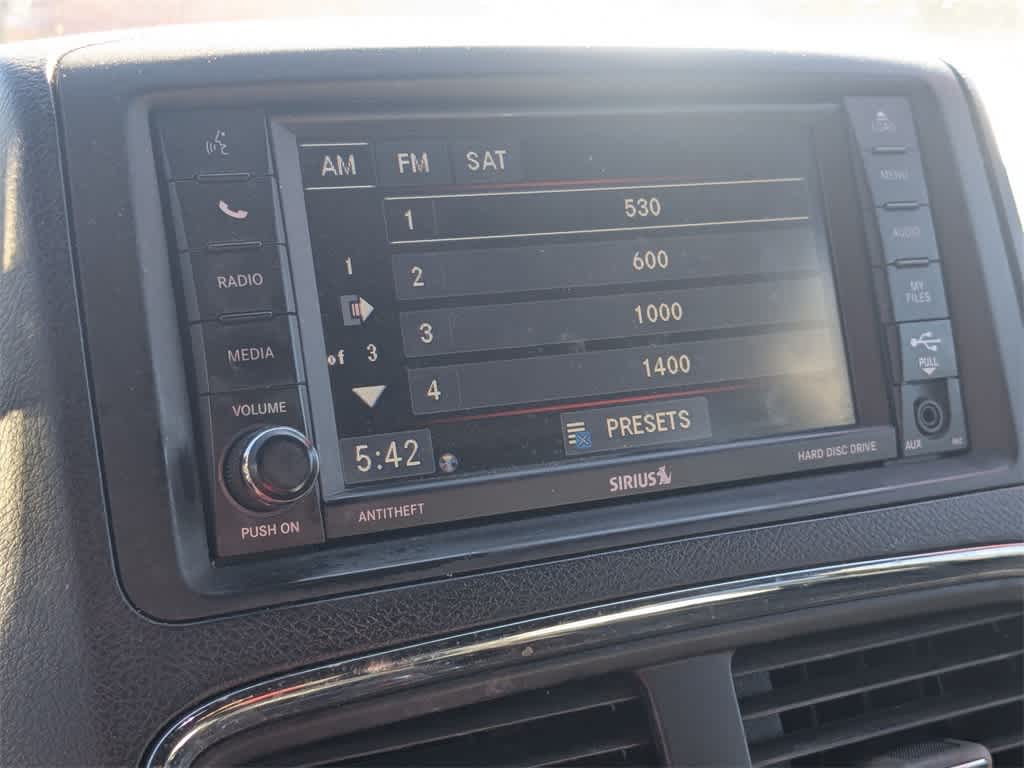 AM FM SAT
1 530
2 600
3 1000
4 1400
1
of 3
5:42
PRESETS
RADIO
MEDIA
VOLUME
PUSH ON
ANTITHEFT
SIRIUS
HARD DISC DRIVE
LOAD
MENU
AUDIO
MY
FILES
PULL
AUX